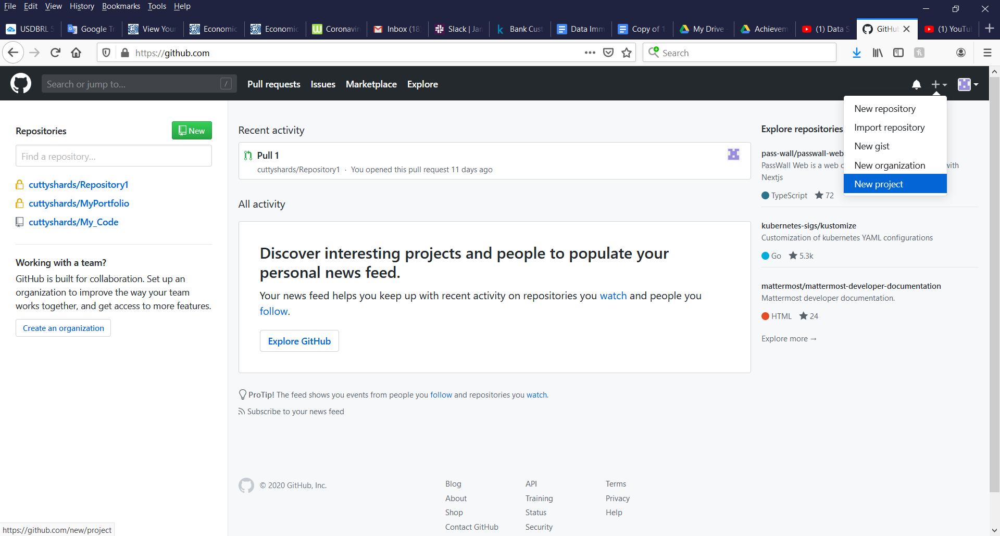 File Edit View History Bookmarks Tools Help
USDBRL 5 Google Tr View Your Economic Economic Coronavir Inbox (18 Slack | Jan Bank Cust Data Imm Copy of 1 My Drive Achievem (1) Data S GitHub (1) YouTu
https://github.com
Search
Search or jump to... /
Pull requests Issues Marketplace Explore
New repository
Import repository
New gist
New organization
New project
Repositories
New
Find a repository...
cuttyshards/Repository1
cuttyshards/MyPortfolio
cuttyshards/My_Code
Working with a team?
GitHub is built for collaboration. Set up an
organization to improve the way your team
works together, and get access to more features.
Create an organization
Recent activity
Pull 1
cuttyshards/Repository1 · You opened this pull request 11 days ago
All activity
Discover interesting projects and people to populate your
personal news feed.
Your news feed helps you keep up with recent activity on repositories you watch and people you
follow.
Explore GitHub
ProTip! The feed shows you events from people you follow and repositories you watch.
Subscribe to your news feed
Explore repositories
pass-wall/passwall-web
PassWall Web is a web with
Nextjs
TypeScript 72
kubernetes-sigs/kustomize
Customization of kubernetes YAML configurations
Go 5.3k
mattermost/mattermost-developer-documentation
Mattermost developer documentation.
HTML 24
Explore more →
© 2020 GitHub, Inc.
Blog
About
Shop
Contact GitHub
API
Training
Status
Security
Terms
Privacy
Help
https://github.com/new/project